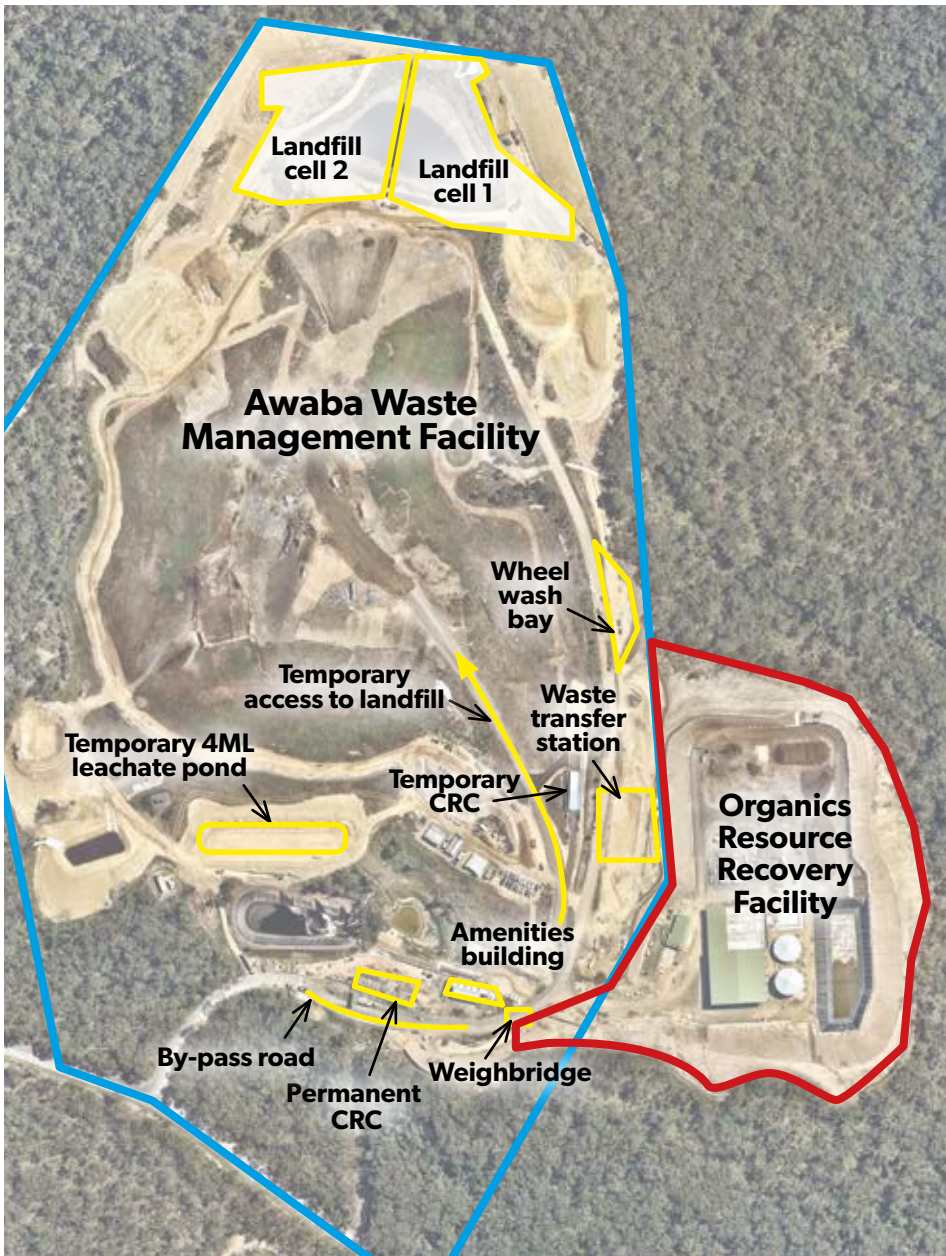 Landfill
cell 2
Landfill
cell 1
Awaba Waste
Management Facility
Wheel
wash
bay
Temporary
access to landfill
Waste
transfer
station
Temporary 4ML
leachate pond
Temporary
CRC
Organics
Resource
Recovery
Facility
Amenities
building
By-pass road
Permanent
CRC
Weighbridge